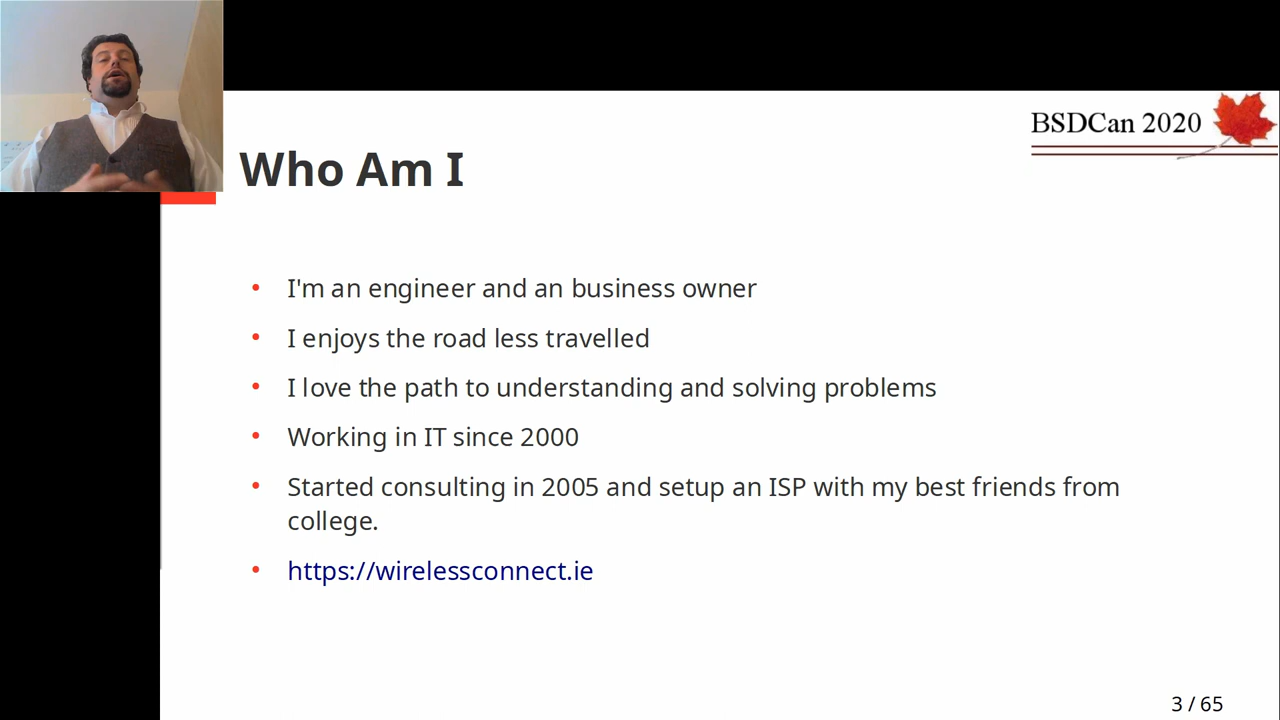 BSDCan 2020
Who Am I
• I'm an engineer and an business owner
• I enjoys the road less travelled
• I love the path to understanding and solving problems
• Working in IT since 2000
• Started consulting in 2005 and setup an ISP with my best friends from
college.
• https://wirelessconnect.ie
3 / 65